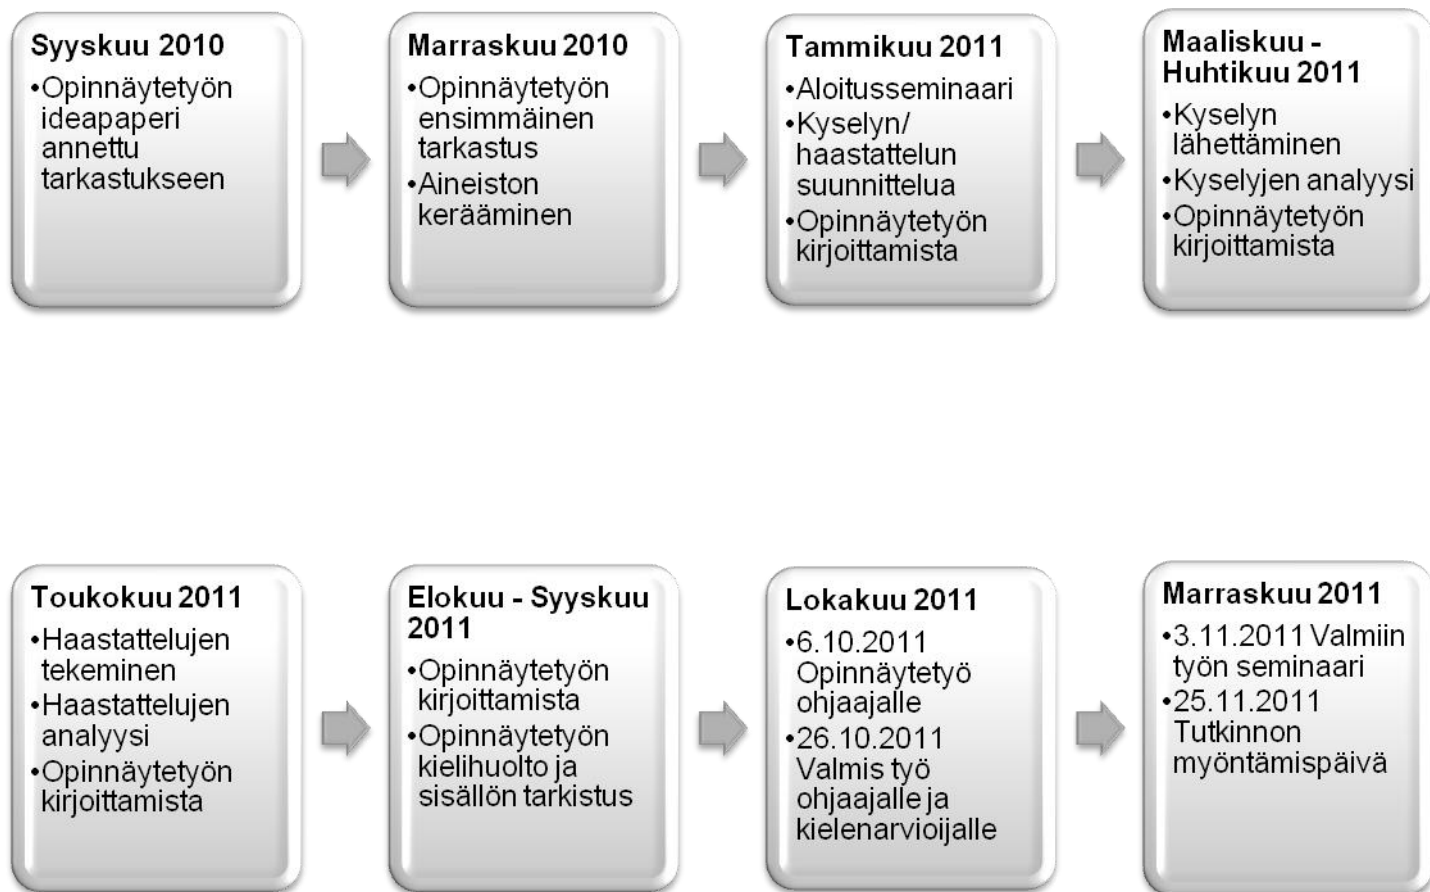 Syyskuu 2010
•Opinnäytetyön
ideapaperi
annettu
tarkastukseen
Marraskuu 2010
•Opinnäytetyön
ensimmäinen
tarkastus
•Aineiston
kerääminen
Tammikuu 2011
•Aloitusseminaari
•Kyselyn/
haastattelun
suunnittelua
•Opinnäytetyön
kirjoittamista
Maaliskuu -
Huhtikuu 2011
•Kyselyn
lähettäminen
•Kyselyjen analyysi
•Opinnäytetyön
kirjoittamista
Toukokuu 2011
•Haastattelujen
tekeminen
•Haastattelujen
analyysi
•Opinnäytetyön
kirjoittamista
Elokuu - Syyskuu
2011
•Opinnäytetyön
kirjoittamista
•Opinnäytetyön
kielihuolto ja
sisällön tarkistus
Lokakuu 2011
•6.10.2011
Opinnäytetyö
ohjaajalle
•26.10.2011
Valmis työ
ohjaajalle ja
kielenarvioijalle
Marraskuu 2011
•3.11.2011 Valmiin
työn seminaari
•25.11.2011
Tutkinnon
myöntämispäivä